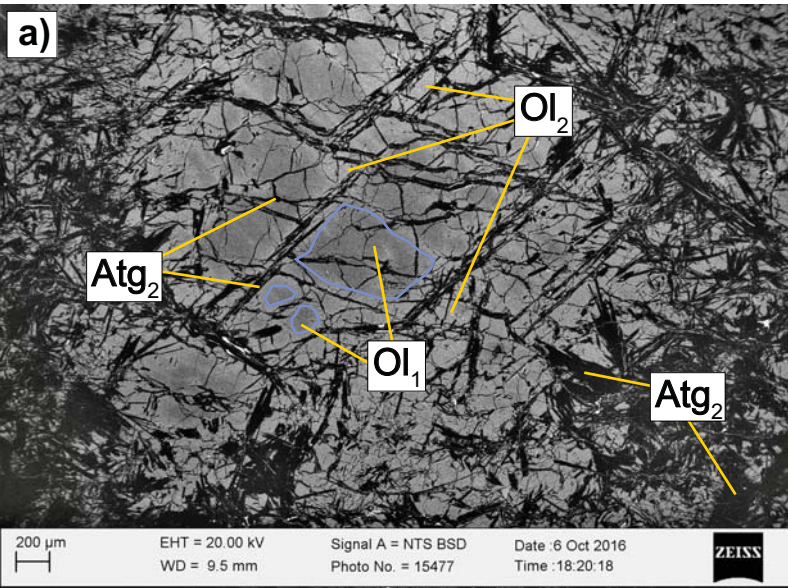 a)
Ol₂
Atg₂
Ol₁
Atg₂
200 µm
EHT = 20.00 kV
Signal A = NTS BSD
Date :6 Oct 2016
ZEISS
WD = 9.5 mm
Photo No. = 15477
Time :18:20:18